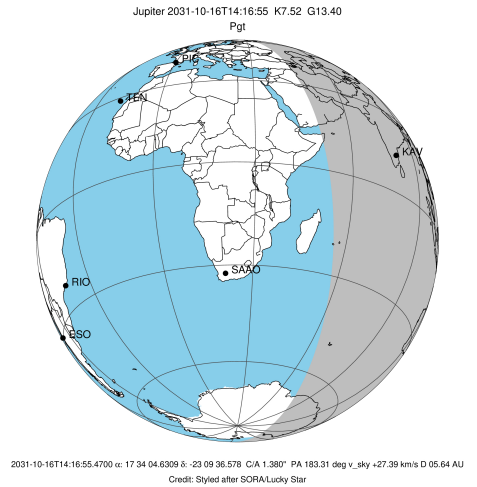 Jupiter 2031-10-16T14:16:55 K7.52 G13.40
Pgt
PIC
TEN
KAV
SAAO
RIO
ESO
2031-10-16T14:16:55.4700 α: 17 34 04.6309 δ: -23 09 36.578 C/A 1.380" PA 183.31 deg v_sky +27.39 km/s D 05.64 AU
Credit: Styled after SORA/Lucky Star